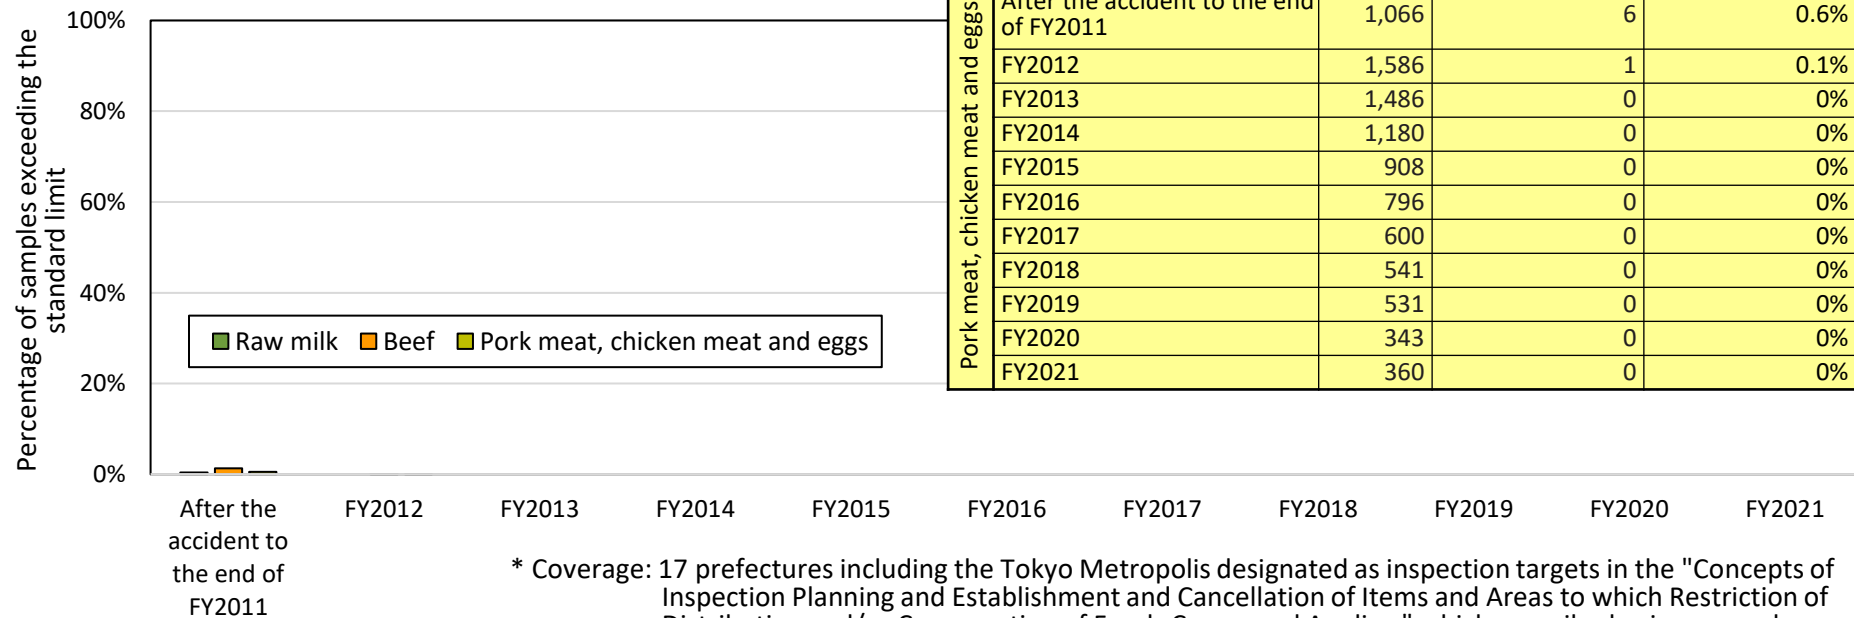 Percentage of samples exceeding the
standard limit
100%
80%
60%
40%
20%
0%
Raw milk Beef Pork meat, chicken meat and eggs
After the
accident to
the end of
FY2011
FY2012 FY2013 FY2014 FY2015 FY2016 FY2017 FY2018 FY2019 FY2020 FY2021
Pork meat, chicken meat and eggs
After the accident to the end
of FY2011 1,066 6 0.6%
FY2012 1,586 1 0.1%
FY2013 1,486 0 0%
FY2014 1,180 0 0%
FY2015 908 0 0%
FY2016 796 0 0%
FY2017 600 0 0%
FY2018 541 0 0%
FY2019 531 0 0%
FY2020 343 0 0%
FY2021 360 0 0%
* Coverage: 17 prefectures including the Tokyo Metropolis designated as inspection targets in the "Concepts of
Inspection Planning and Establishment and Cancellation of Items and Areas to which Restriction of